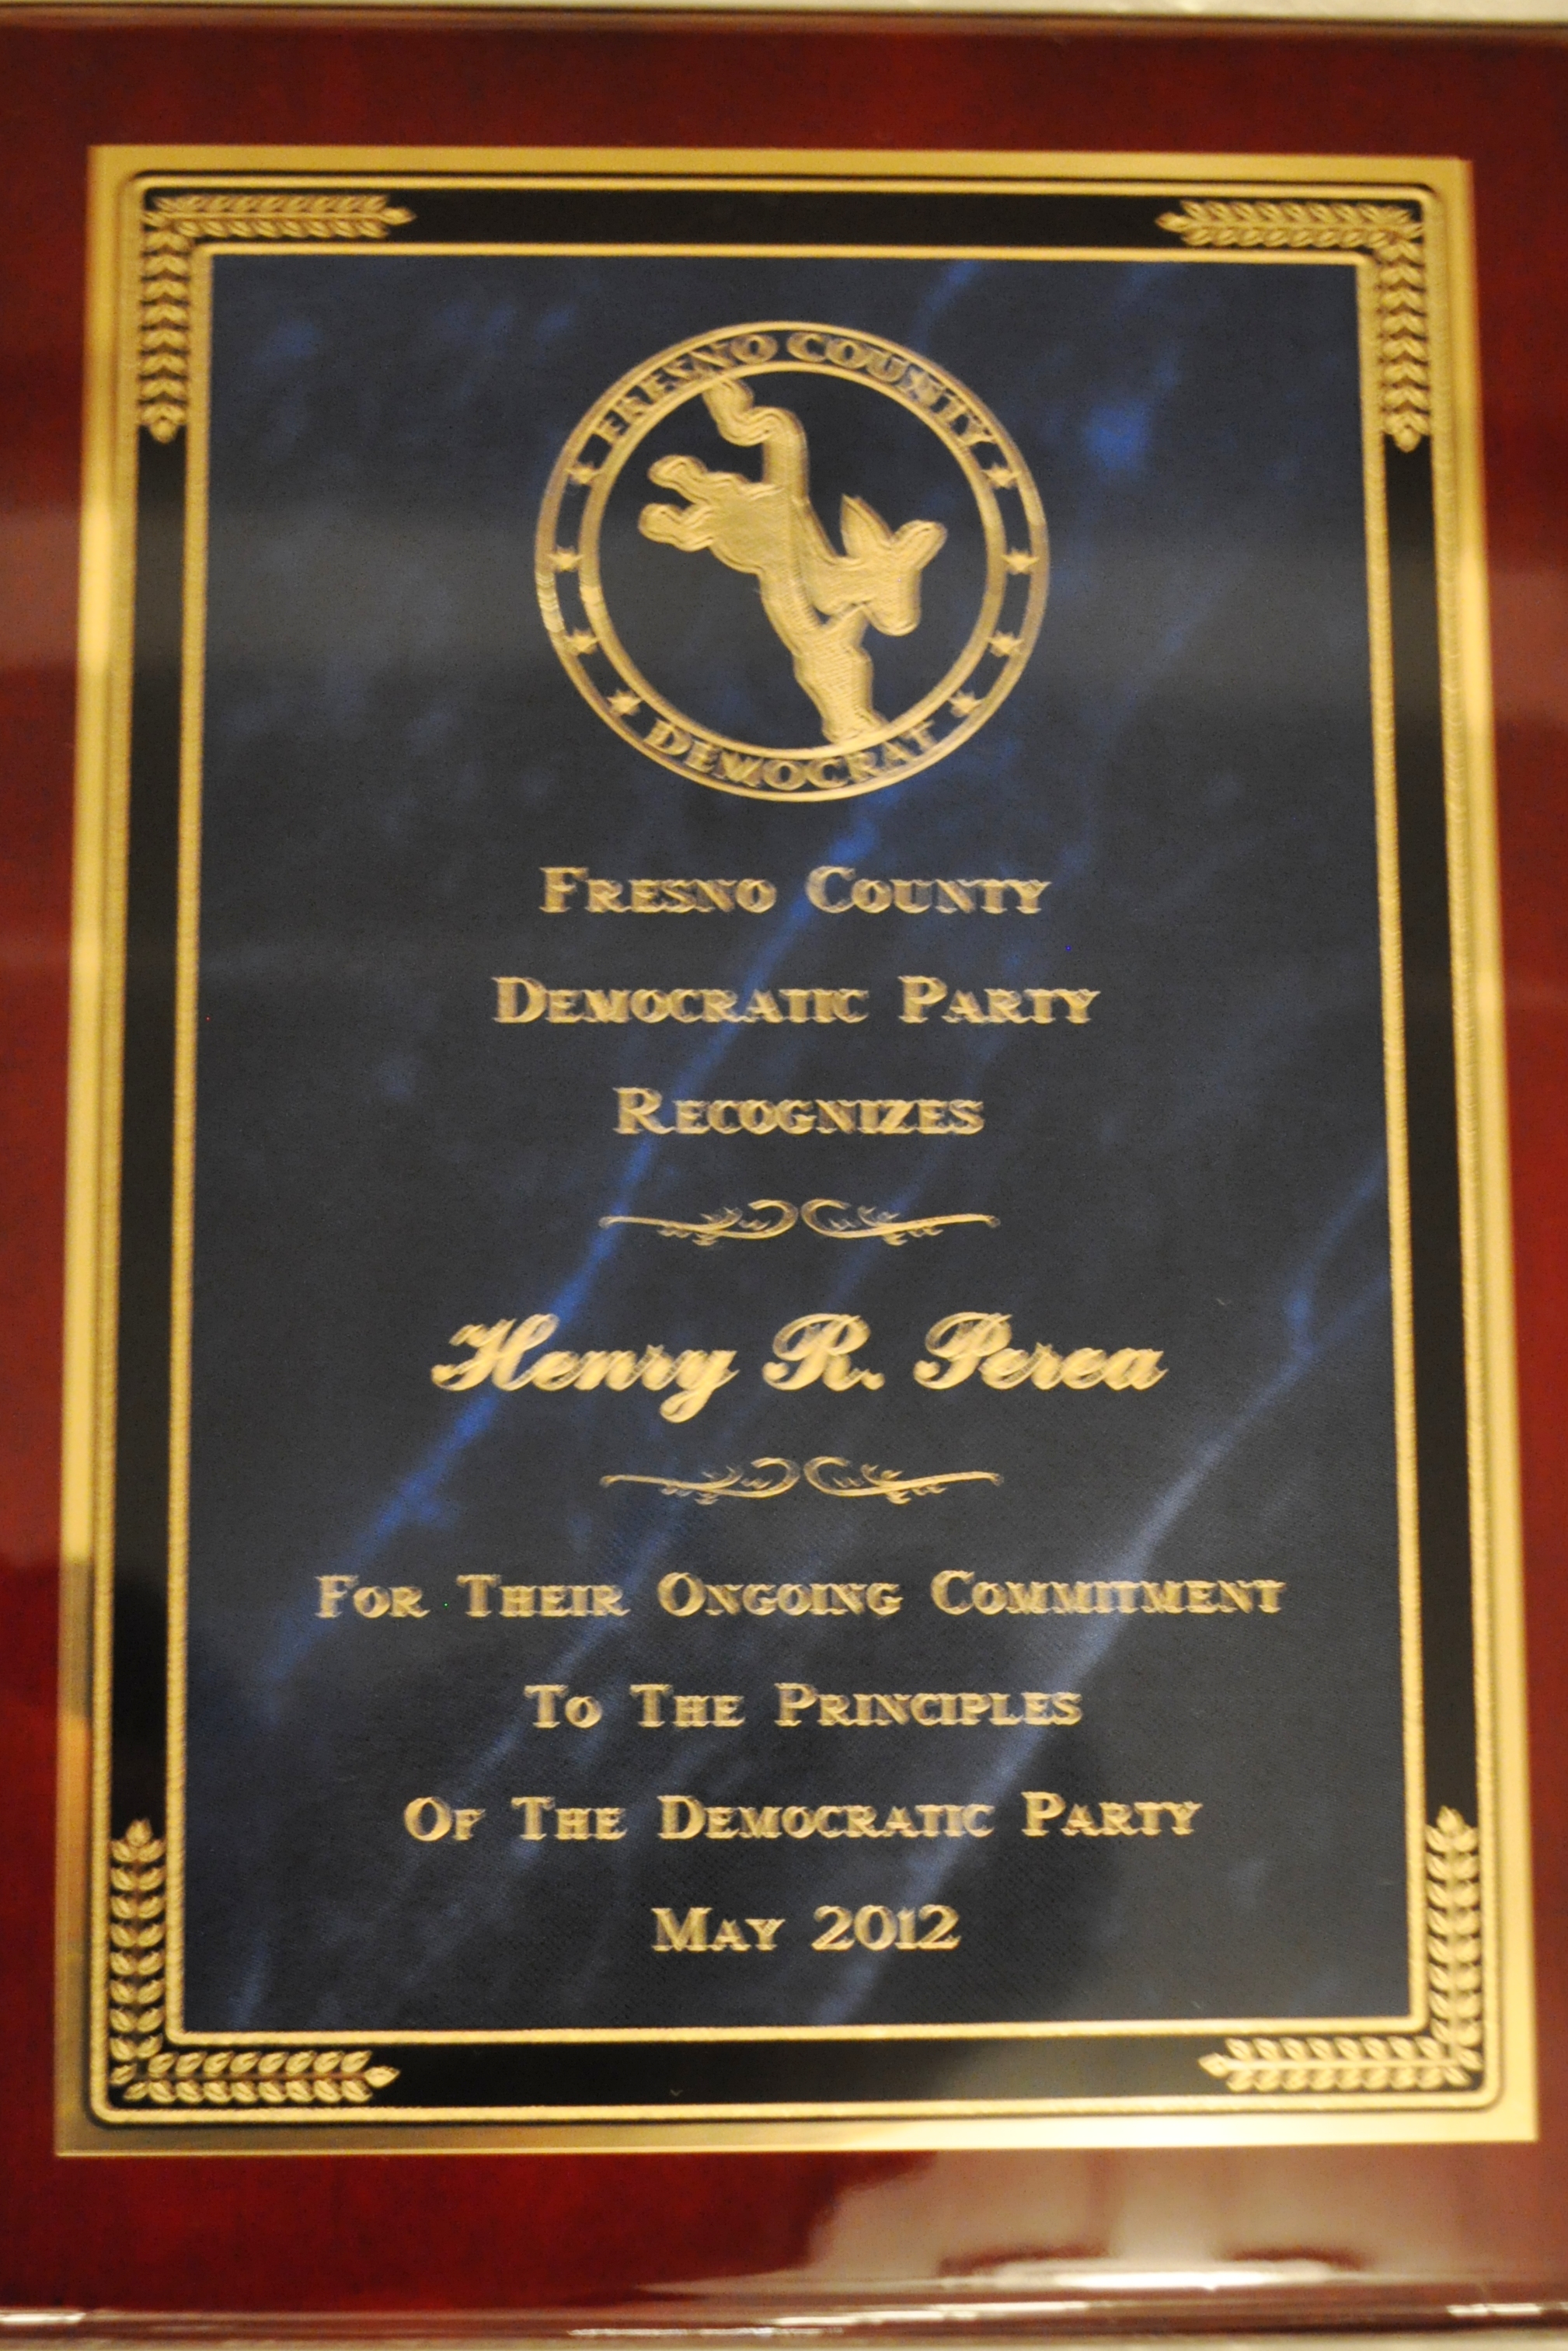 FRESNO COUNTY
DEMOCRAT
FRESNO COUNTY
DEMOCRATIC PARTY
RECOGNIZES
Henry R. Perea
FOR THEIR ONGOING COMMITMENT
TO THE PRINCIPLES
OF THE DEMOCRATIC PARTY
MAY 2012